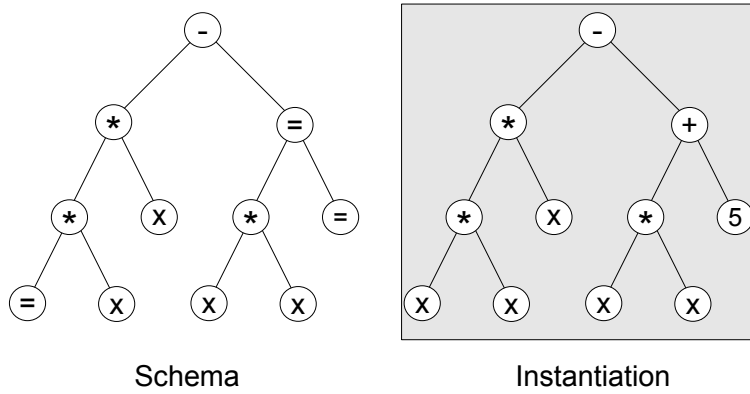 - -
* = * +
* X * = * X * 5
= X X X X X X X
Schema Instantiation